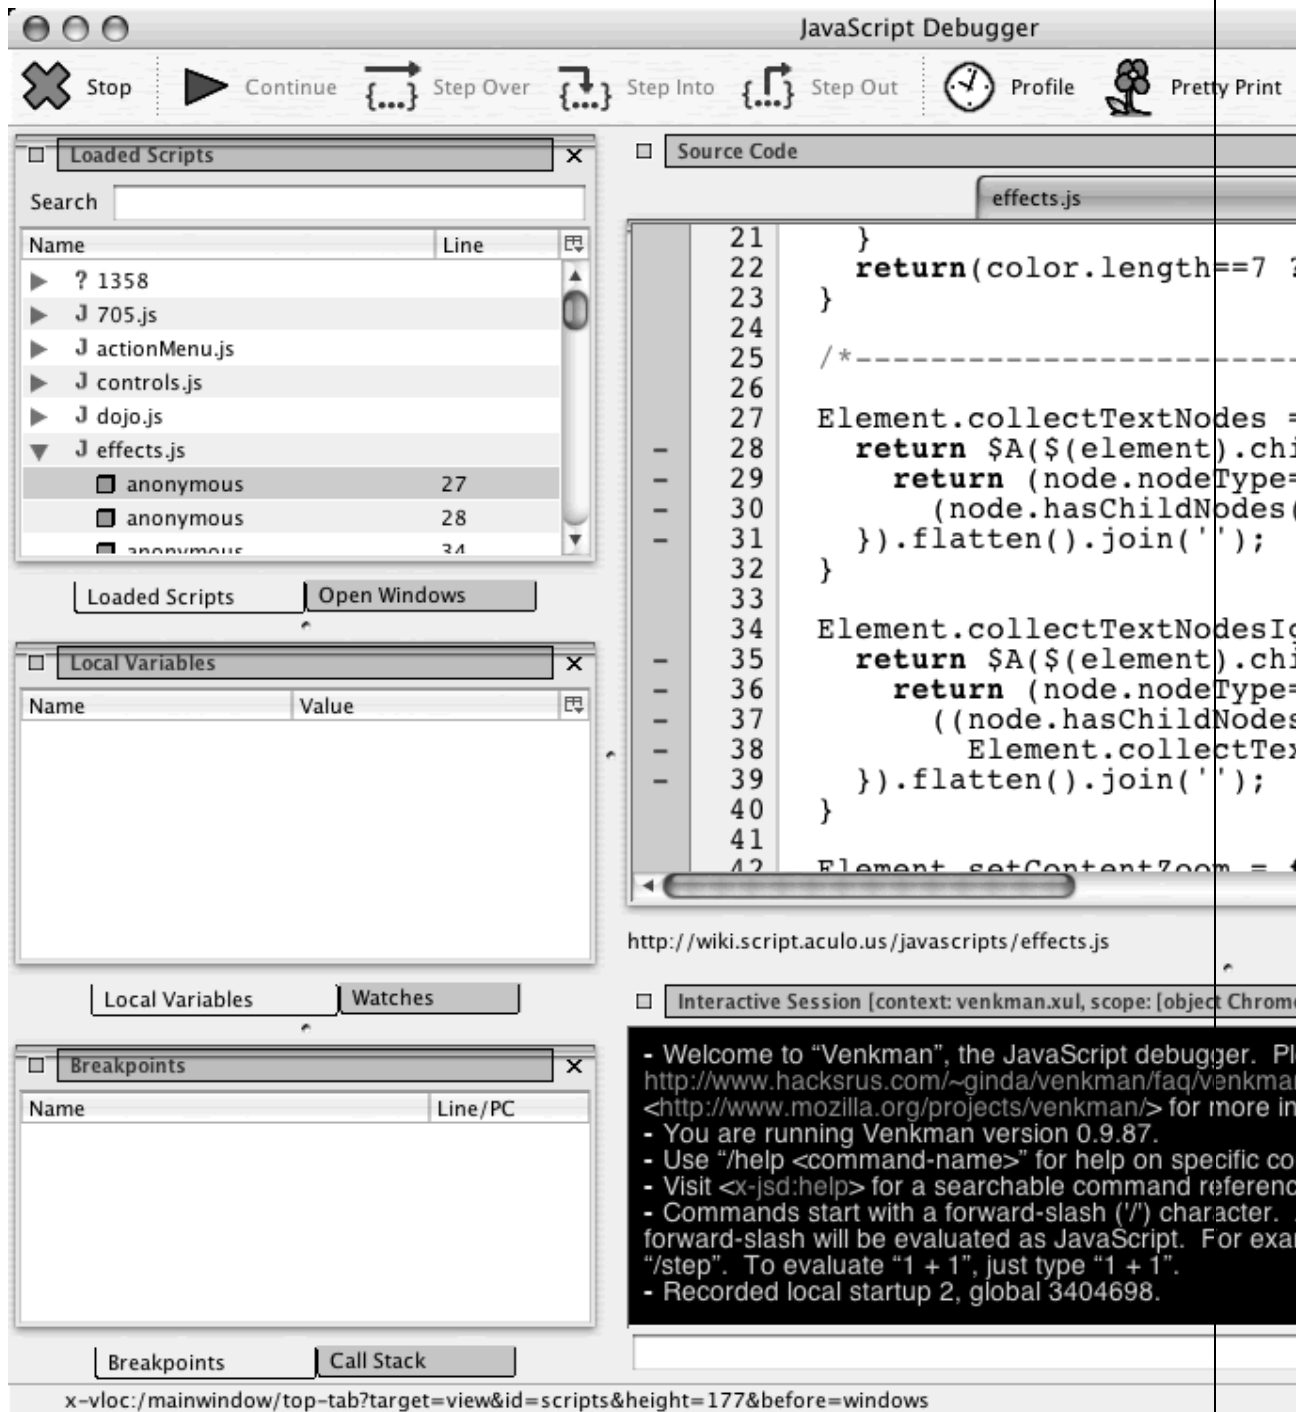 JavaScript Debugger
Stop Continue {...} Step Over {...} Step Into {...} Step Out Profile Pretty Print
Loaded Scripts
Search
Name Line
? 1358
J 705.js
J actionMenu.js
J controls.js
J dojo.js
J effects.js
anonymous 27
anonymous 28
anonymous 34
Loaded Scripts Open Windows
Local Variables
Name Value
Local Variables Watches
Breakpoints
Name Line/PC
Breakpoints Call Stack
Source Code
effects.js
21 }
22 return(color.length==7 ?
23 }
24
25 /*------------------------
26
27 Element.collectTextNodes =
28 return $A($(element).chi
29 return (node.nodeType=
30 (node.hasChildNodes(
31 }).flatten().join('');
32 }
33
34 Element.collectTextNodesIg
35 return $A($(element).chi
36 return (node.nodeType=
37 ((node.hasChildNodes
38 Element.collectTex
39 }).flatten().join('');
40 }
41
42 Element.setContentZoom = f
http://wiki.script.aculo.us/javascripts/effects.js
Interactive Session [context: venkman.xul, scope: [object Chrome
- Welcome to “Venkman”, the JavaScript debugger. Pl
http://www.hacksrus.com/~ginda/venkman/faq/venkman
<http://www.mozilla.org/projects/venkman/> for more in
- You are running Venkman version 0.9.87.
- Use “/help <command-name>” for help on specific co
- Visit <x-jsd:help> for a searchable command referenc
- Commands start with a forward-slash ('/') character.
forward-slash will be evaluated as JavaScript. For exa
“/step”. To evaluate “1 + 1”, just type “1 + 1”.
- Recorded local startup 2, global 3404698.
x-vloc:/mainwindow/top-tab?target=view&id=scripts&height=177&before=windows